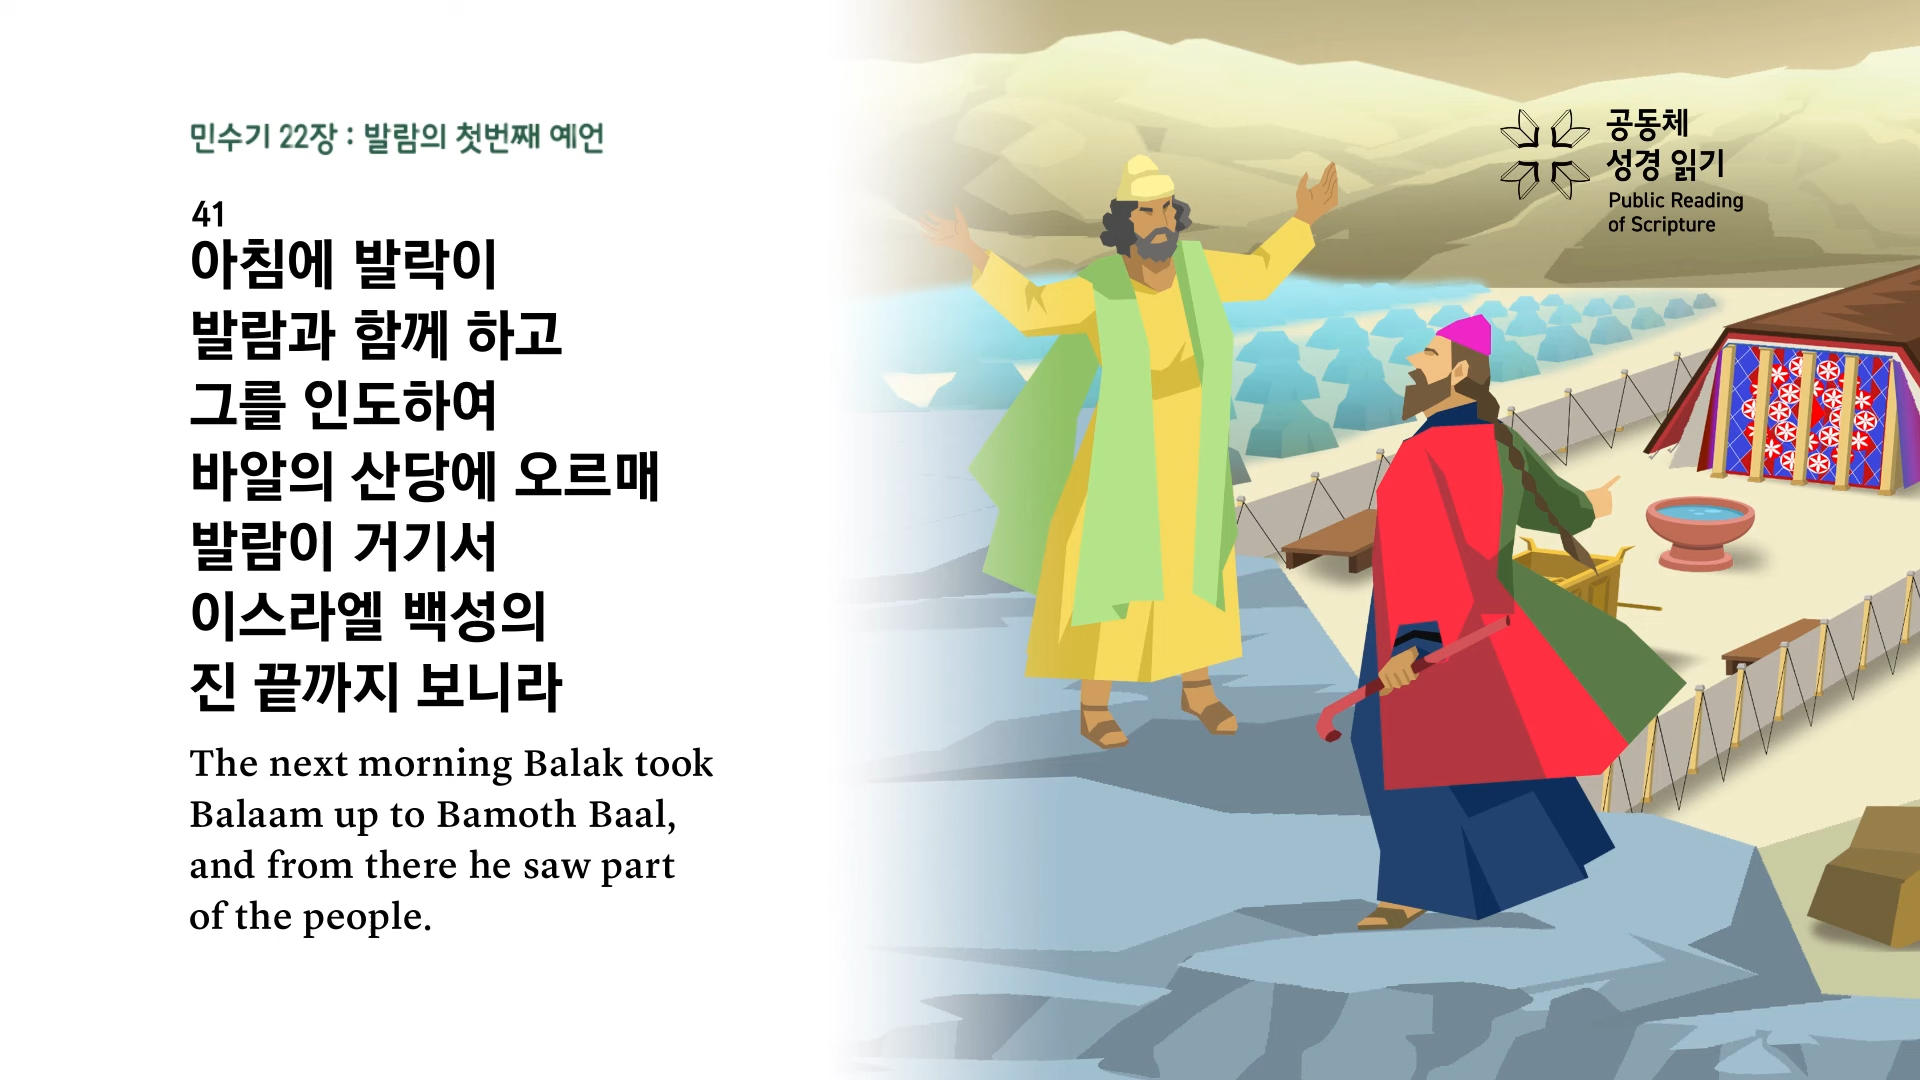 민수기 22장 : 발람의 첫번째 예언
41
아침에 발락이
발람과 함께 하고
그를 인도하여
바알의 산당에 오르매
발람이 거기서
이스라엘 백성의
진 끝까지 보니라
The next morning Balak took
Balaam up to Bamoth Baal,
and from there he saw part
of the people.
공동체
성경 읽기
Public Reading
of Scripture